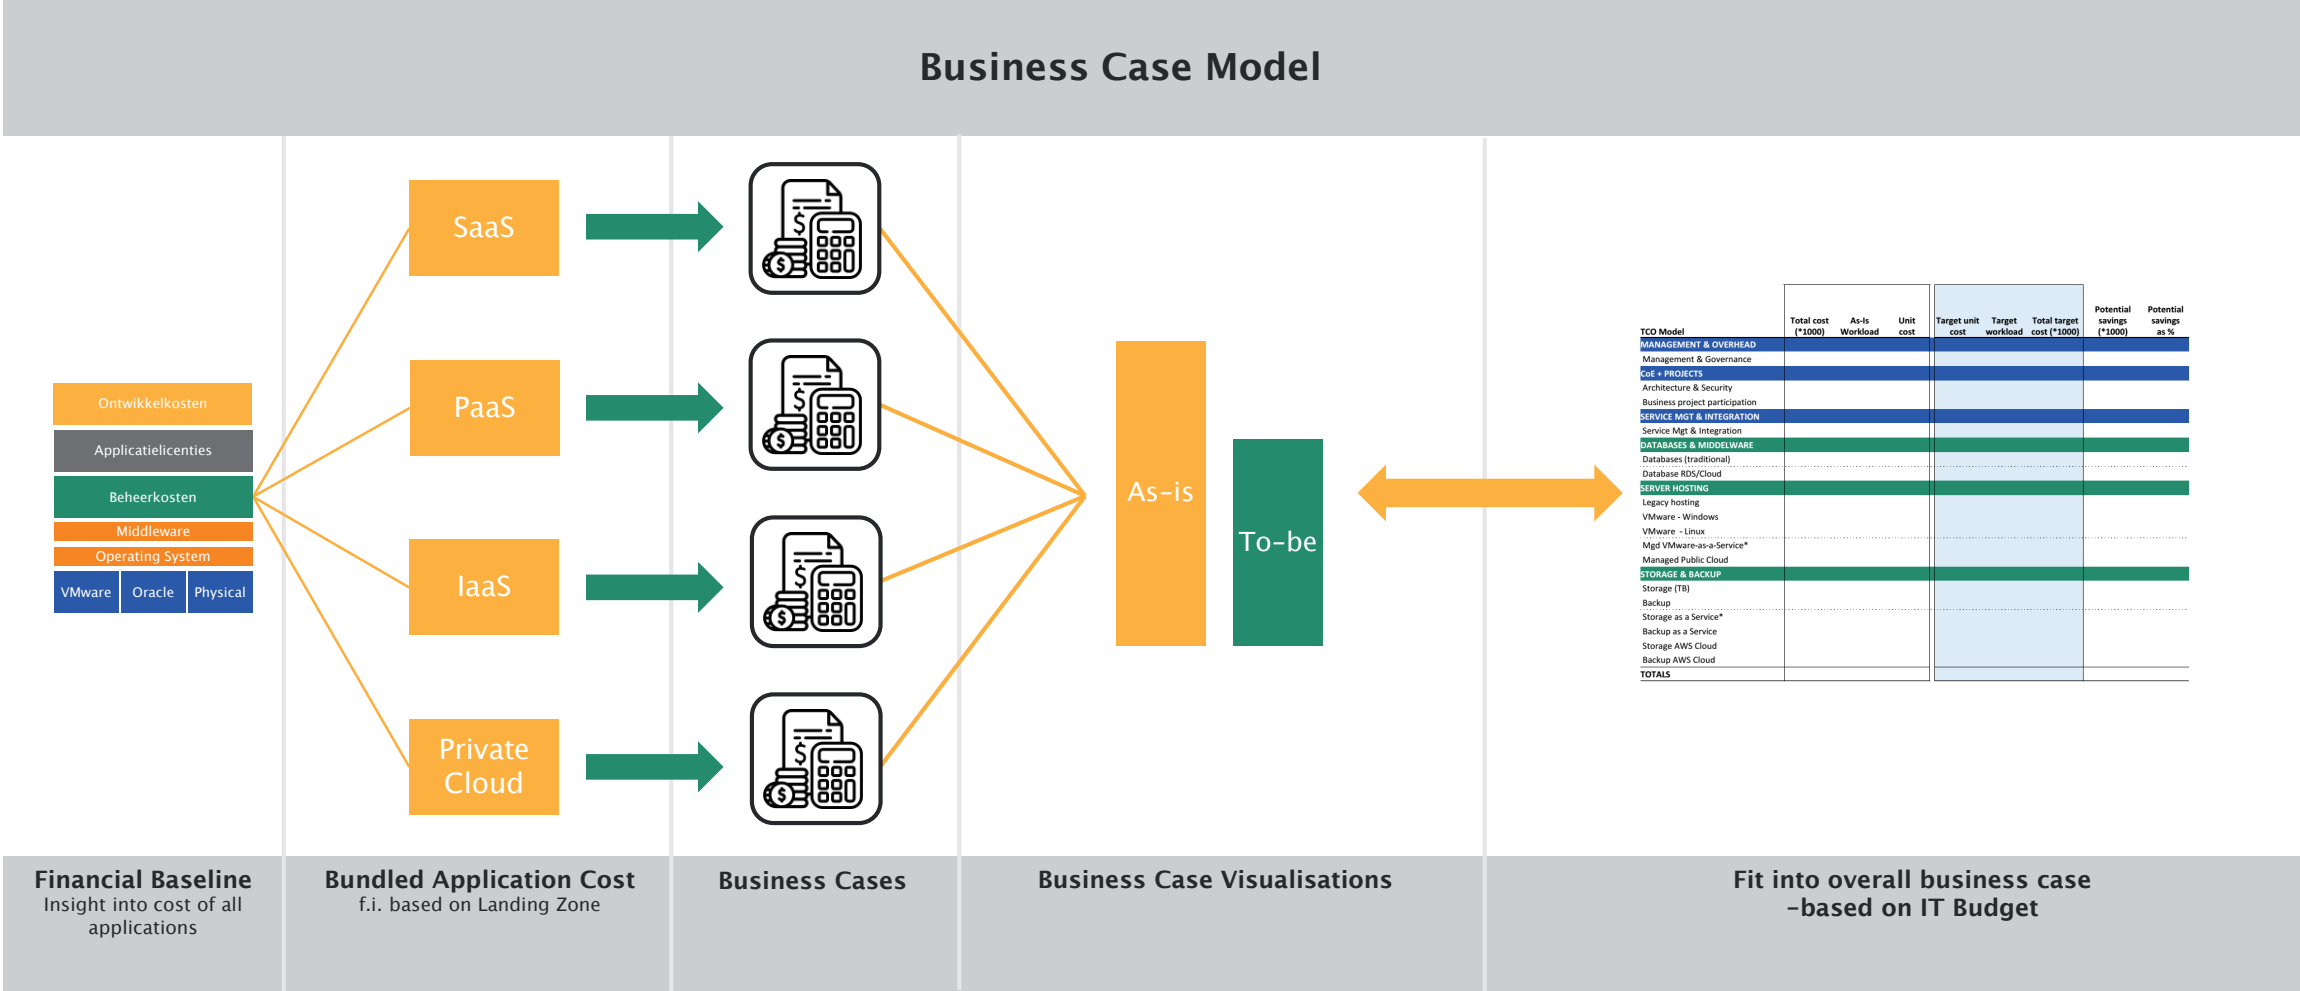 Business Case Model
Ontwikkelkosten
Applicatielicenties
Beheerkosten
Middleware
Operating System
VMware Oracle Physical
SaaS
PaaS
IaaS
Private
Cloud
$
$
$
$
$
$
$
$
As-is
To-be
TCO Model
Total cost
(*1000)
As-Is
Workload
Unit
cost
Target unit
cost
Target
workload
Total target
cost (*1000)
Potential
savings
(*1000)
Potential
savings
as %
MANAGEMENT & OVERHEAD
Management & Governance
CoE + PROJECTS
Architecture & Security
Business project participation
SERVICE MGT & INTEGRATION
Service Mgt & Integration
DATABASES & MIDDELWARE
Databases (traditional)
Database RDS/Cloud
SERVER HOSTING
Legacy hosting
VMware - Windows
VMware - Linux
Mgd VMware-as-a-Service*
Managed Public Cloud
STORAGE & BACKUP
Storage (TB)
Backup
Storage as a Service*
Backup as a Service
Storage AWS Cloud
Backup AWS Cloud
TOTALS
Financial Baseline
Insight into cost of all
applications
Bundled Application Cost
f.i. based on Landing Zone
Business Cases
Business Case Visualisations
Fit into overall business case
-based on IT Budget